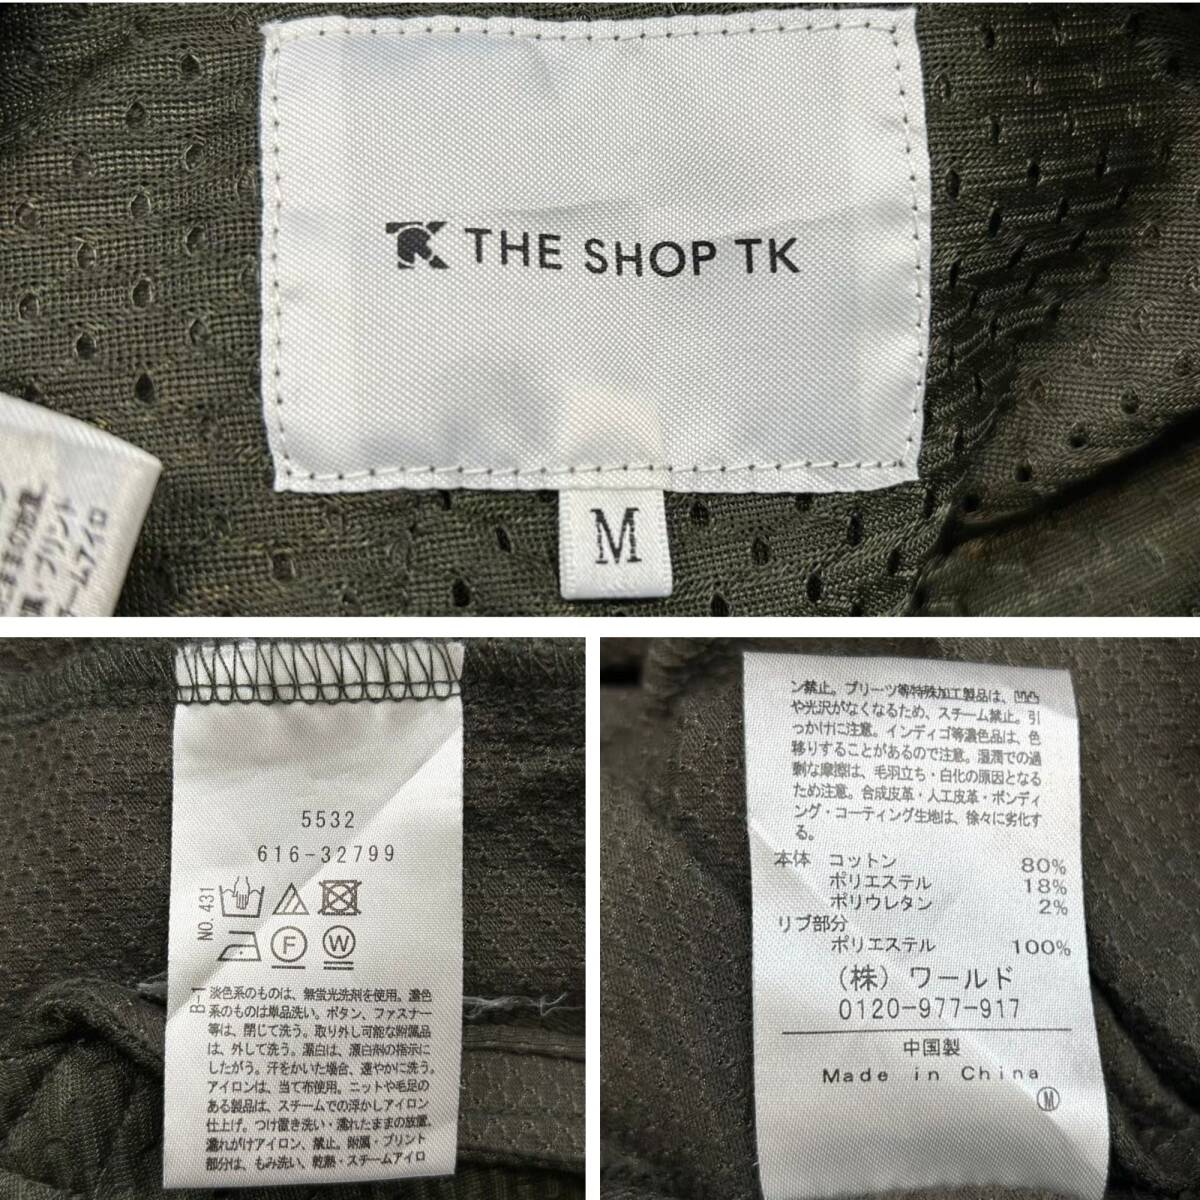 THE SHOP TK
M
5532
616-32799
NO.431
F
W
B-1
淡色系のものは、無蛍光洗剤を使用。濃色
系のものは単品洗い。ボタン、ファスナー
等は、閉じて洗う。取り外し可能な附属品
は、外して洗う。漂白は、漂白剤の指示に
したがう。汗をかいた場合、速やかに洗う。
アイロンは、当て布使用。ニットや毛足の
ある製品は、スチームでの浮かしアイロン
仕上げ。つけ置き洗い・濡れたままの放置、
濡れがけアイロン、禁止。附属・プリント
部分は、もみ洗い、乾熱・スチームアイロ
ン禁止。プリーツ等特殊加工製品は、
や光沢がなくなるため、スチーム禁止。引
っかけに注意。インディゴ等濃色品は、色
移りすることがあるので注意。湿潤での過
剰な摩擦は、毛羽立ち・白化の原因となる
ため注意。合成皮革・人工皮革・ボンディ
ング・コーティング生地は、徐々に劣化す
る。
本体 コットン 80%
ポリエステル 18%
ポリウレタン 2%
リブ部分
ポリエステル 100%
(株)ワールド
0120-977-917
中国製
Made in China
M